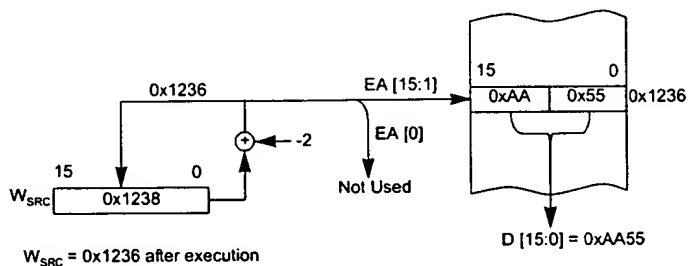 15 0
0x1236 EA [15:1] 0xAA 0x55 0x1236
EA [0]
+ -2
15 0 Not Used
W_SRC 0x1238
D [15:0] = 0xAA55
W_SRC = 0x1236 after execution